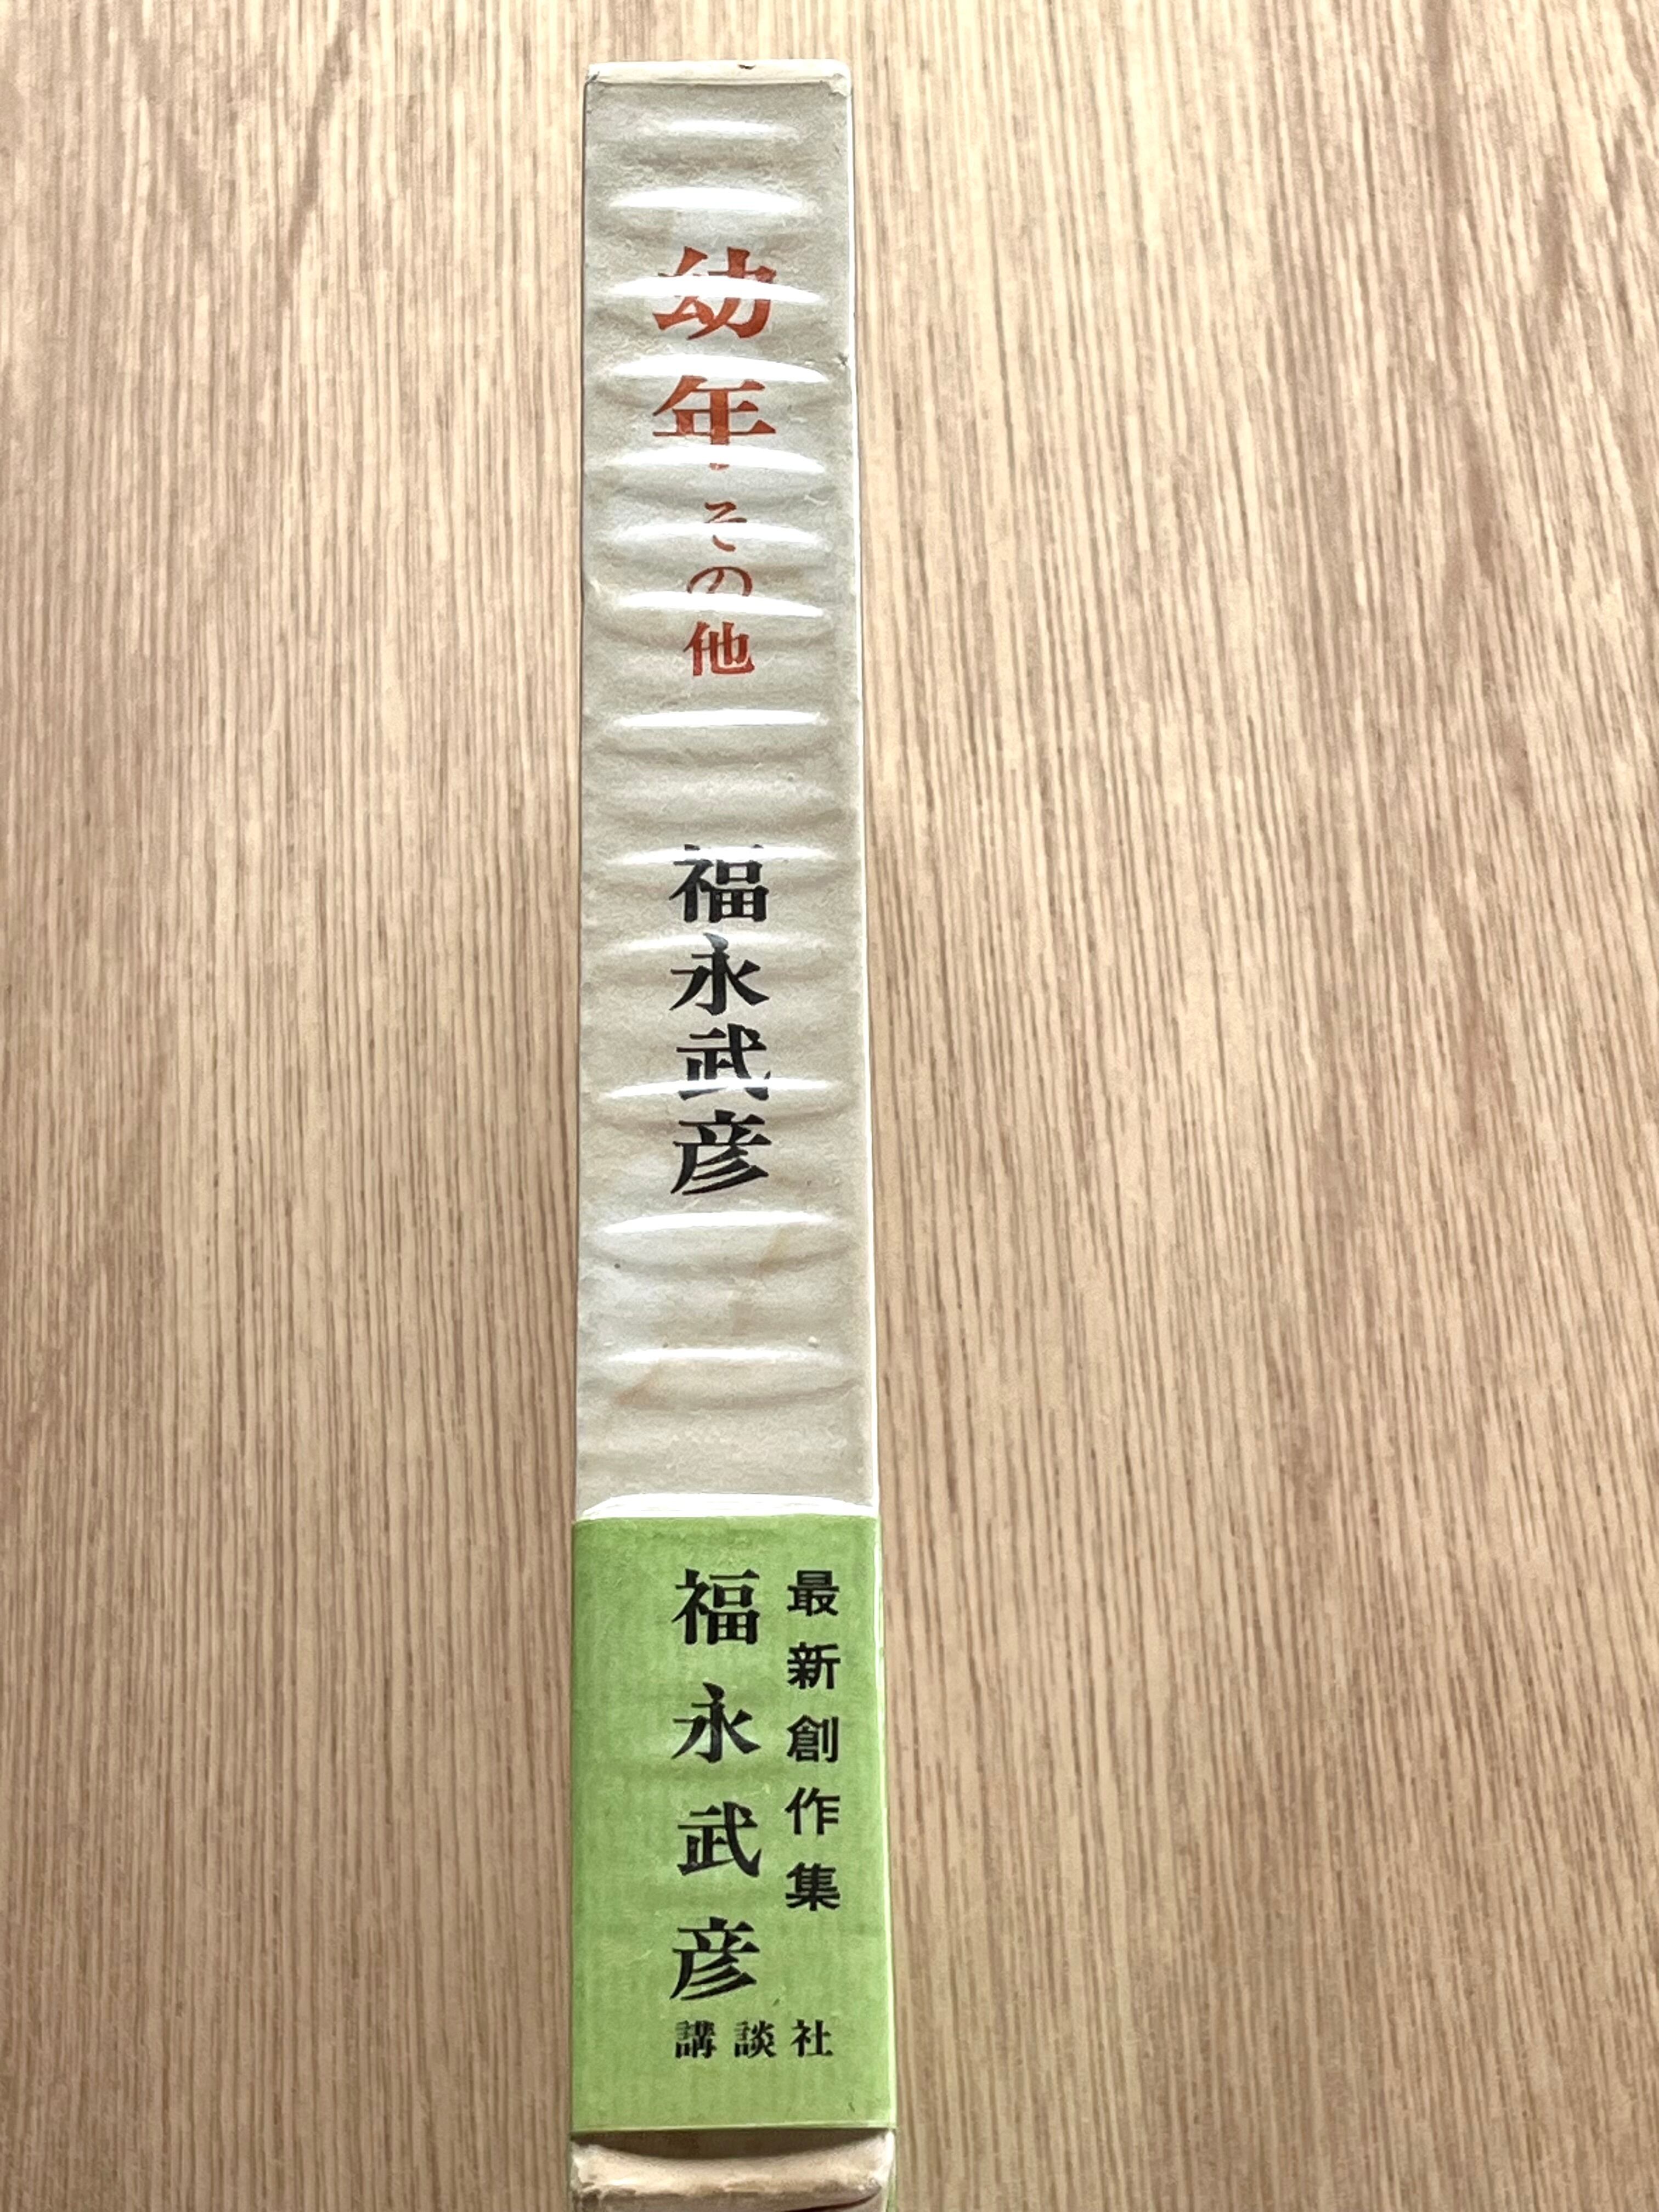 幼年・その他
福永武彦
最新創作集
福永武彦
講談社